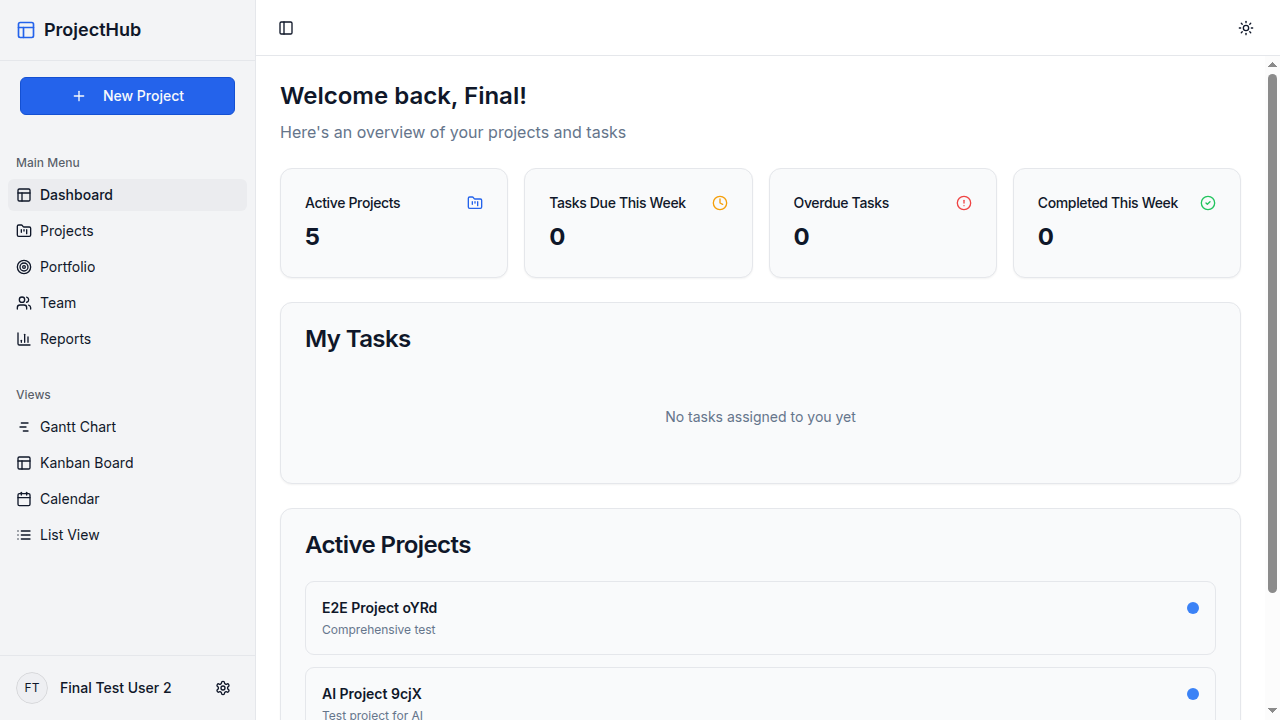 ProjectHub
New Project
Main Menu
Dashboard
Projects
Portfolio
Team
Reports
Views
Gantt Chart
Kanban Board
Calendar
List View
FT
Final Test User 2
Welcome back, Final!
Here's an overview of your projects and tasks
Active Projects
5
Tasks Due This Week
0
Overdue Tasks
0
Completed This Week
0
My Tasks
No tasks assigned to you yet
Active Projects
E2E Project oYRd
Comprehensive test
AI Project 9cjX
Test project for AI